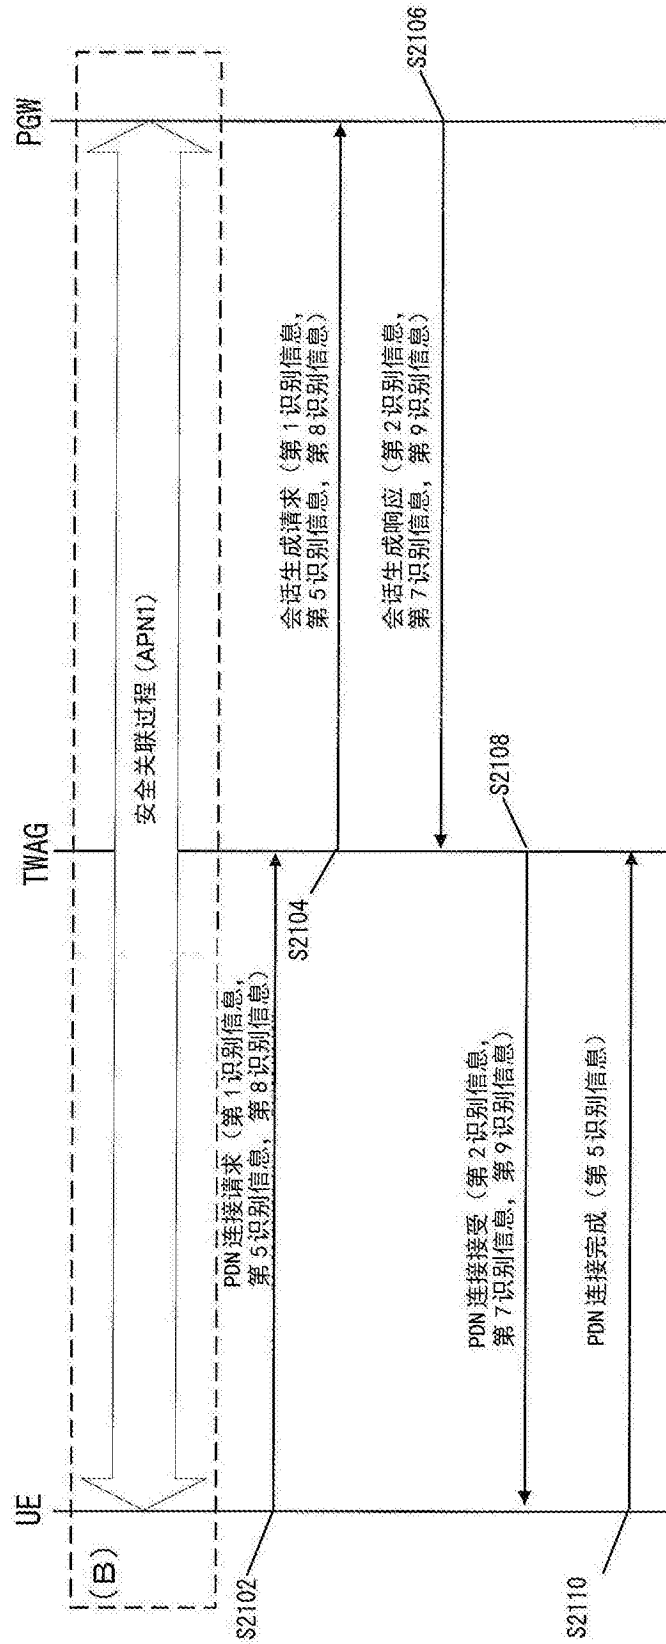 UE
TWAG
PGW
(B)
安全关联过程(APN1)
S2102
PDN连接请求（第1识别信息，
第5识别信息，第8识别信息）
S2104
会话生成请求（第1识别信息，
第5识别信息，第8识别信息）
S2106
会话生成响应（第2识别信息，
第7识别信息，第9识别信息）
S2108
PDN连接接受（第2识别信息，
第7识别信息，第9识别信息）
S2110
PDN连接完成（第5识别信息）